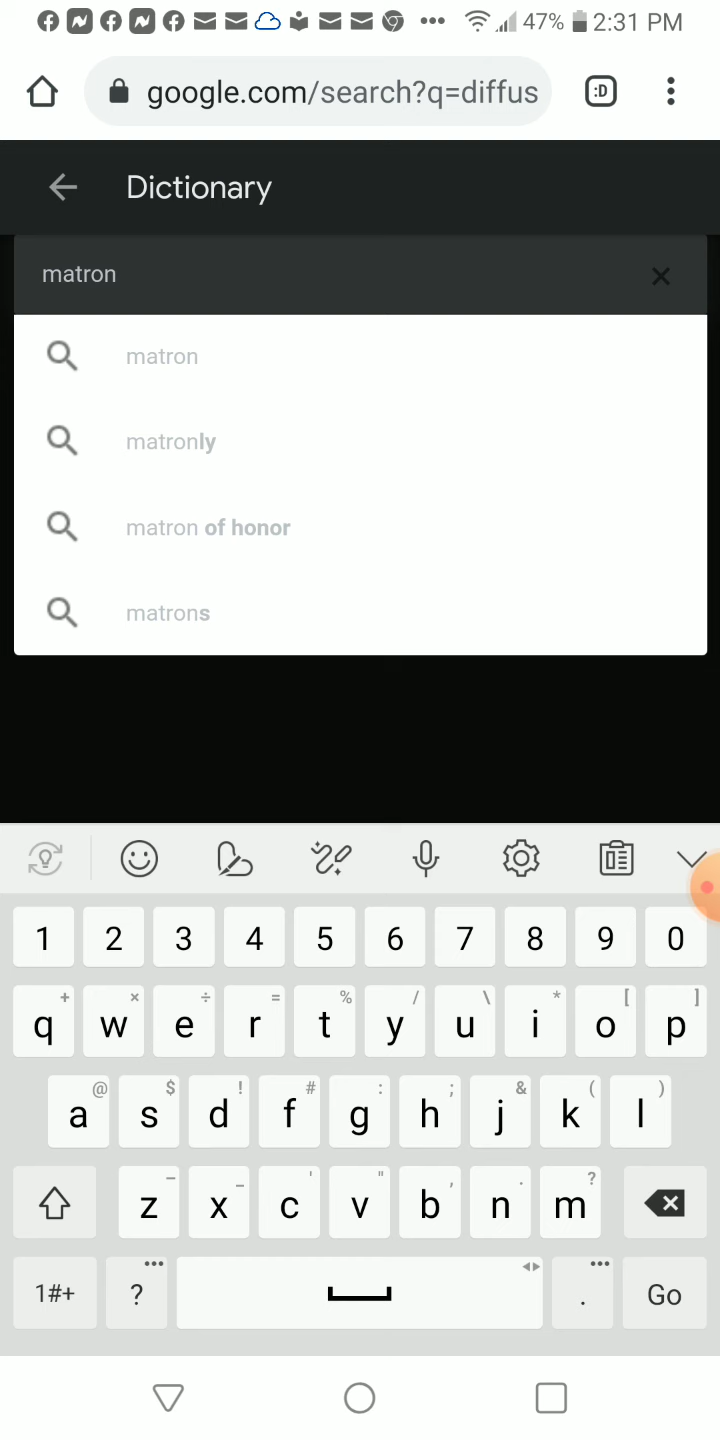 47% 2:31 PM
:D
google.com/search?q=diffus
Dictionary
matron
matron
matronly
matron of honor
matrons
1 2 3 4 5 6 7 8 9 0
+ × ÷ = % / \ * [ ]
q w e r t y u i o p
@ $ ! # : ; & ( )
a s d f g h j k l
– _ ' " , . ?
z x c v b n m
1#+ ? . Go